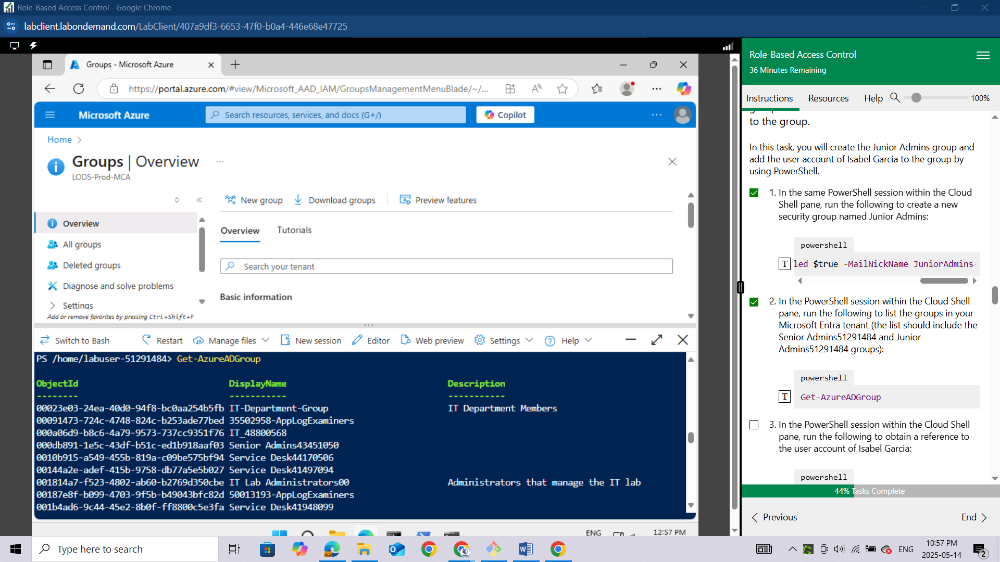 Role-Based Access Control - Google Chrome
labclient.labondemand.com/LabClient/407a9df3-6653-47f0-b0a4-446e68e47725
Groups - Microsoft Azure
https://portal.azure.com/#view/Microsoft_AAD_IAM/GroupsManagementMenuBlade/~/...
Microsoft Azure
Search resources, services, and docs (G+/)
Copilot
Home >
Groups | Overview
LODS-Prod-MCA
New group
Download groups
Preview features
Overview
All groups
Deleted groups
Diagnose and solve problems
Settings
Add or remove favorites by pressing Ctrl+Shift+F
Overview
Tutorials
Search your tenant
Basic information
Switch to Bash
Restart
Manage files
New session
Editor
Web preview
Settings
Help
PS /home/labuser-51291484> Get-AzureADGroup
ObjectId DisplayName Description
-------- ----------- -----------
00023e03-24ea-40d0-94f8-bc0aa254b5fb IT-Department-Group IT Department Members
00091473-724c-4748-824c-b253ade77bed 35502958-AppLogExaminers
000a06d9-b8c6-4a79-9573-737cc9351f76 IT_48800568
000db891-1e5c-43df-b51c-ed1b918aaf03 Senior Admins43451050
0010b915-a549-455b-819a-c09be575bf94 Service Desk44170506
00144a2e-adef-415b-9758-db77a5e5b027 Service Desk41497094
001814a7-f523-4802-ab60-b2769d350cbe IT Lab Administrators00 Administrators that manage the IT lab
00187e8f-b099-4703-9f5b-b49043bfc82d 50013193-AppLogExaminers
001b4ad6-9c44-45e2-8b0f-ff8800c5e3fa Service Desk41948099
ENG
12:57 PM
Role-Based Access Control
36 Minutes Remaining
Instructions
Resources
Help
100%
to the group.
In this task, you will create the Junior Admins group and
add the user account of Isabel Garcia to the group by
using PowerShell.
1. In the same PowerShell session within the Cloud
Shell pane, run the following to create a new
security group named Junior Admins:
powershell
T led $true -MailNickName JuniorAdmins
2. In the PowerShell session within the Cloud Shell
pane, run the following to list the groups in your
Microsoft Entra tenant (the list should include the
Senior Admins51291484 and Junior
Admins51291484 groups):
powershell
T Get-AzureADGroup
3. In the PowerShell session within the Cloud Shell
pane, run the following to obtain a reference to
the user account of Isabel Garcia:
powershell
44% Tasks Complete
Previous
End
Type here to search
ENG
10:57 PM
2025-05-14
2